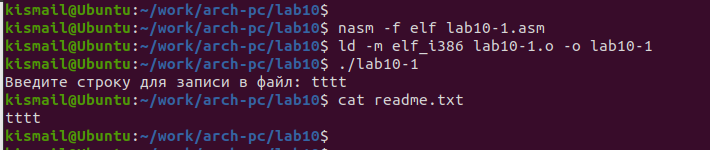 kismail@Ubuntu:~/work/arch-pc/lab10$
kismail@Ubuntu:~/work/arch-pc/lab10$ nasm -f elf lab10-1.asm
kismail@Ubuntu:~/work/arch-pc/lab10$ ld -m elf_i386 lab10-1.o -o lab10-1
kismail@Ubuntu:~/work/arch-pc/lab10$ ./lab10-1
Введите строку для записи в файл: tttt
kismail@Ubuntu:~/work/arch-pc/lab10$ cat readme.txt
tttt
kismail@Ubuntu:~/work/arch-pc/lab10$
kismail@Ubuntu:~/work/arch-pc/lab10$